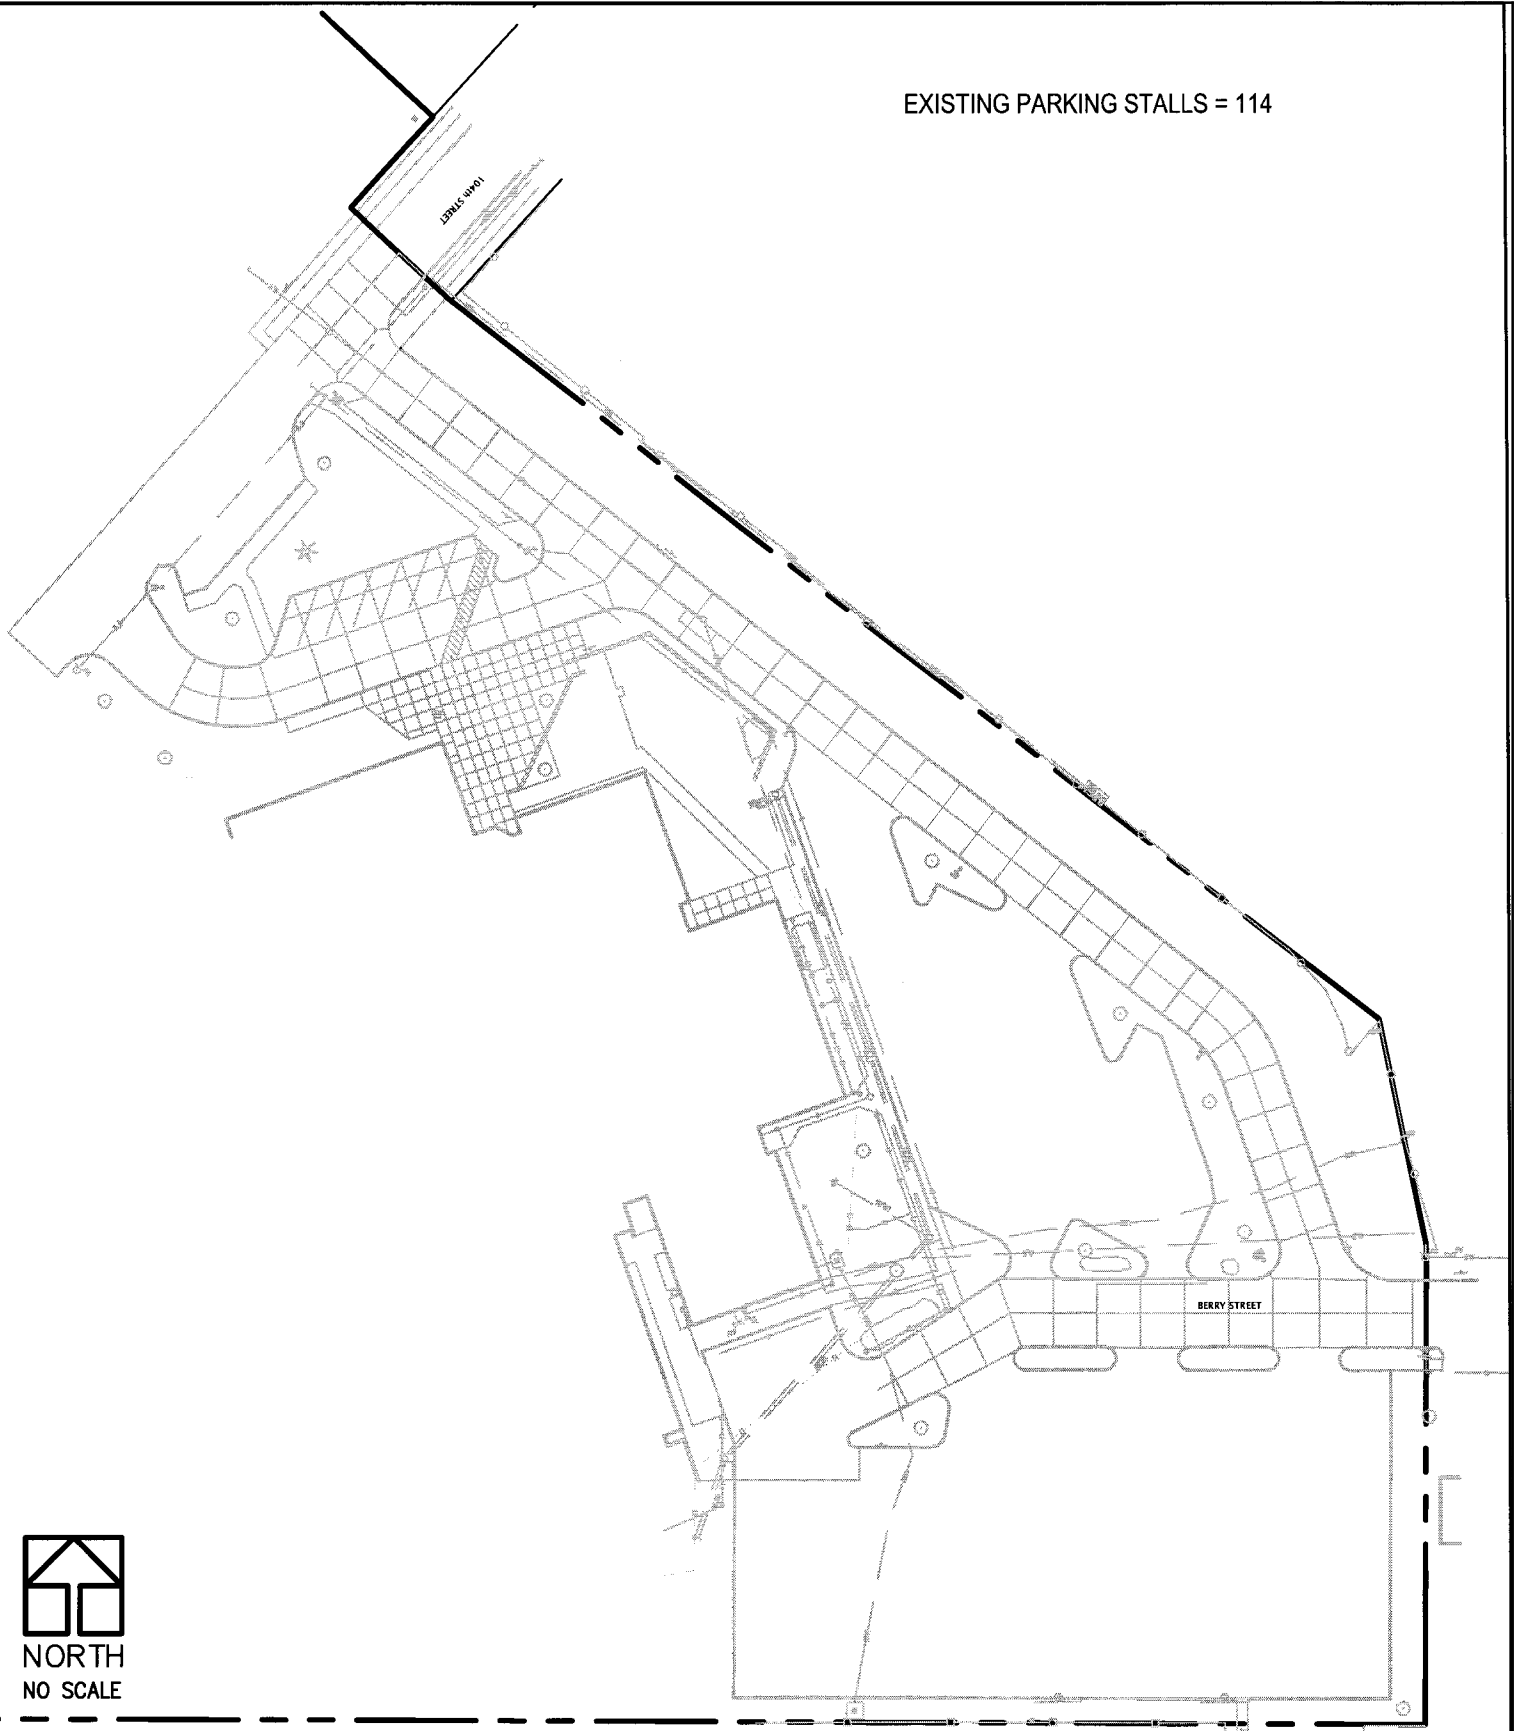 EXISTING PARKING STALLS = 114
104th STREET
BERRY STREET
NORTH
NO SCALE